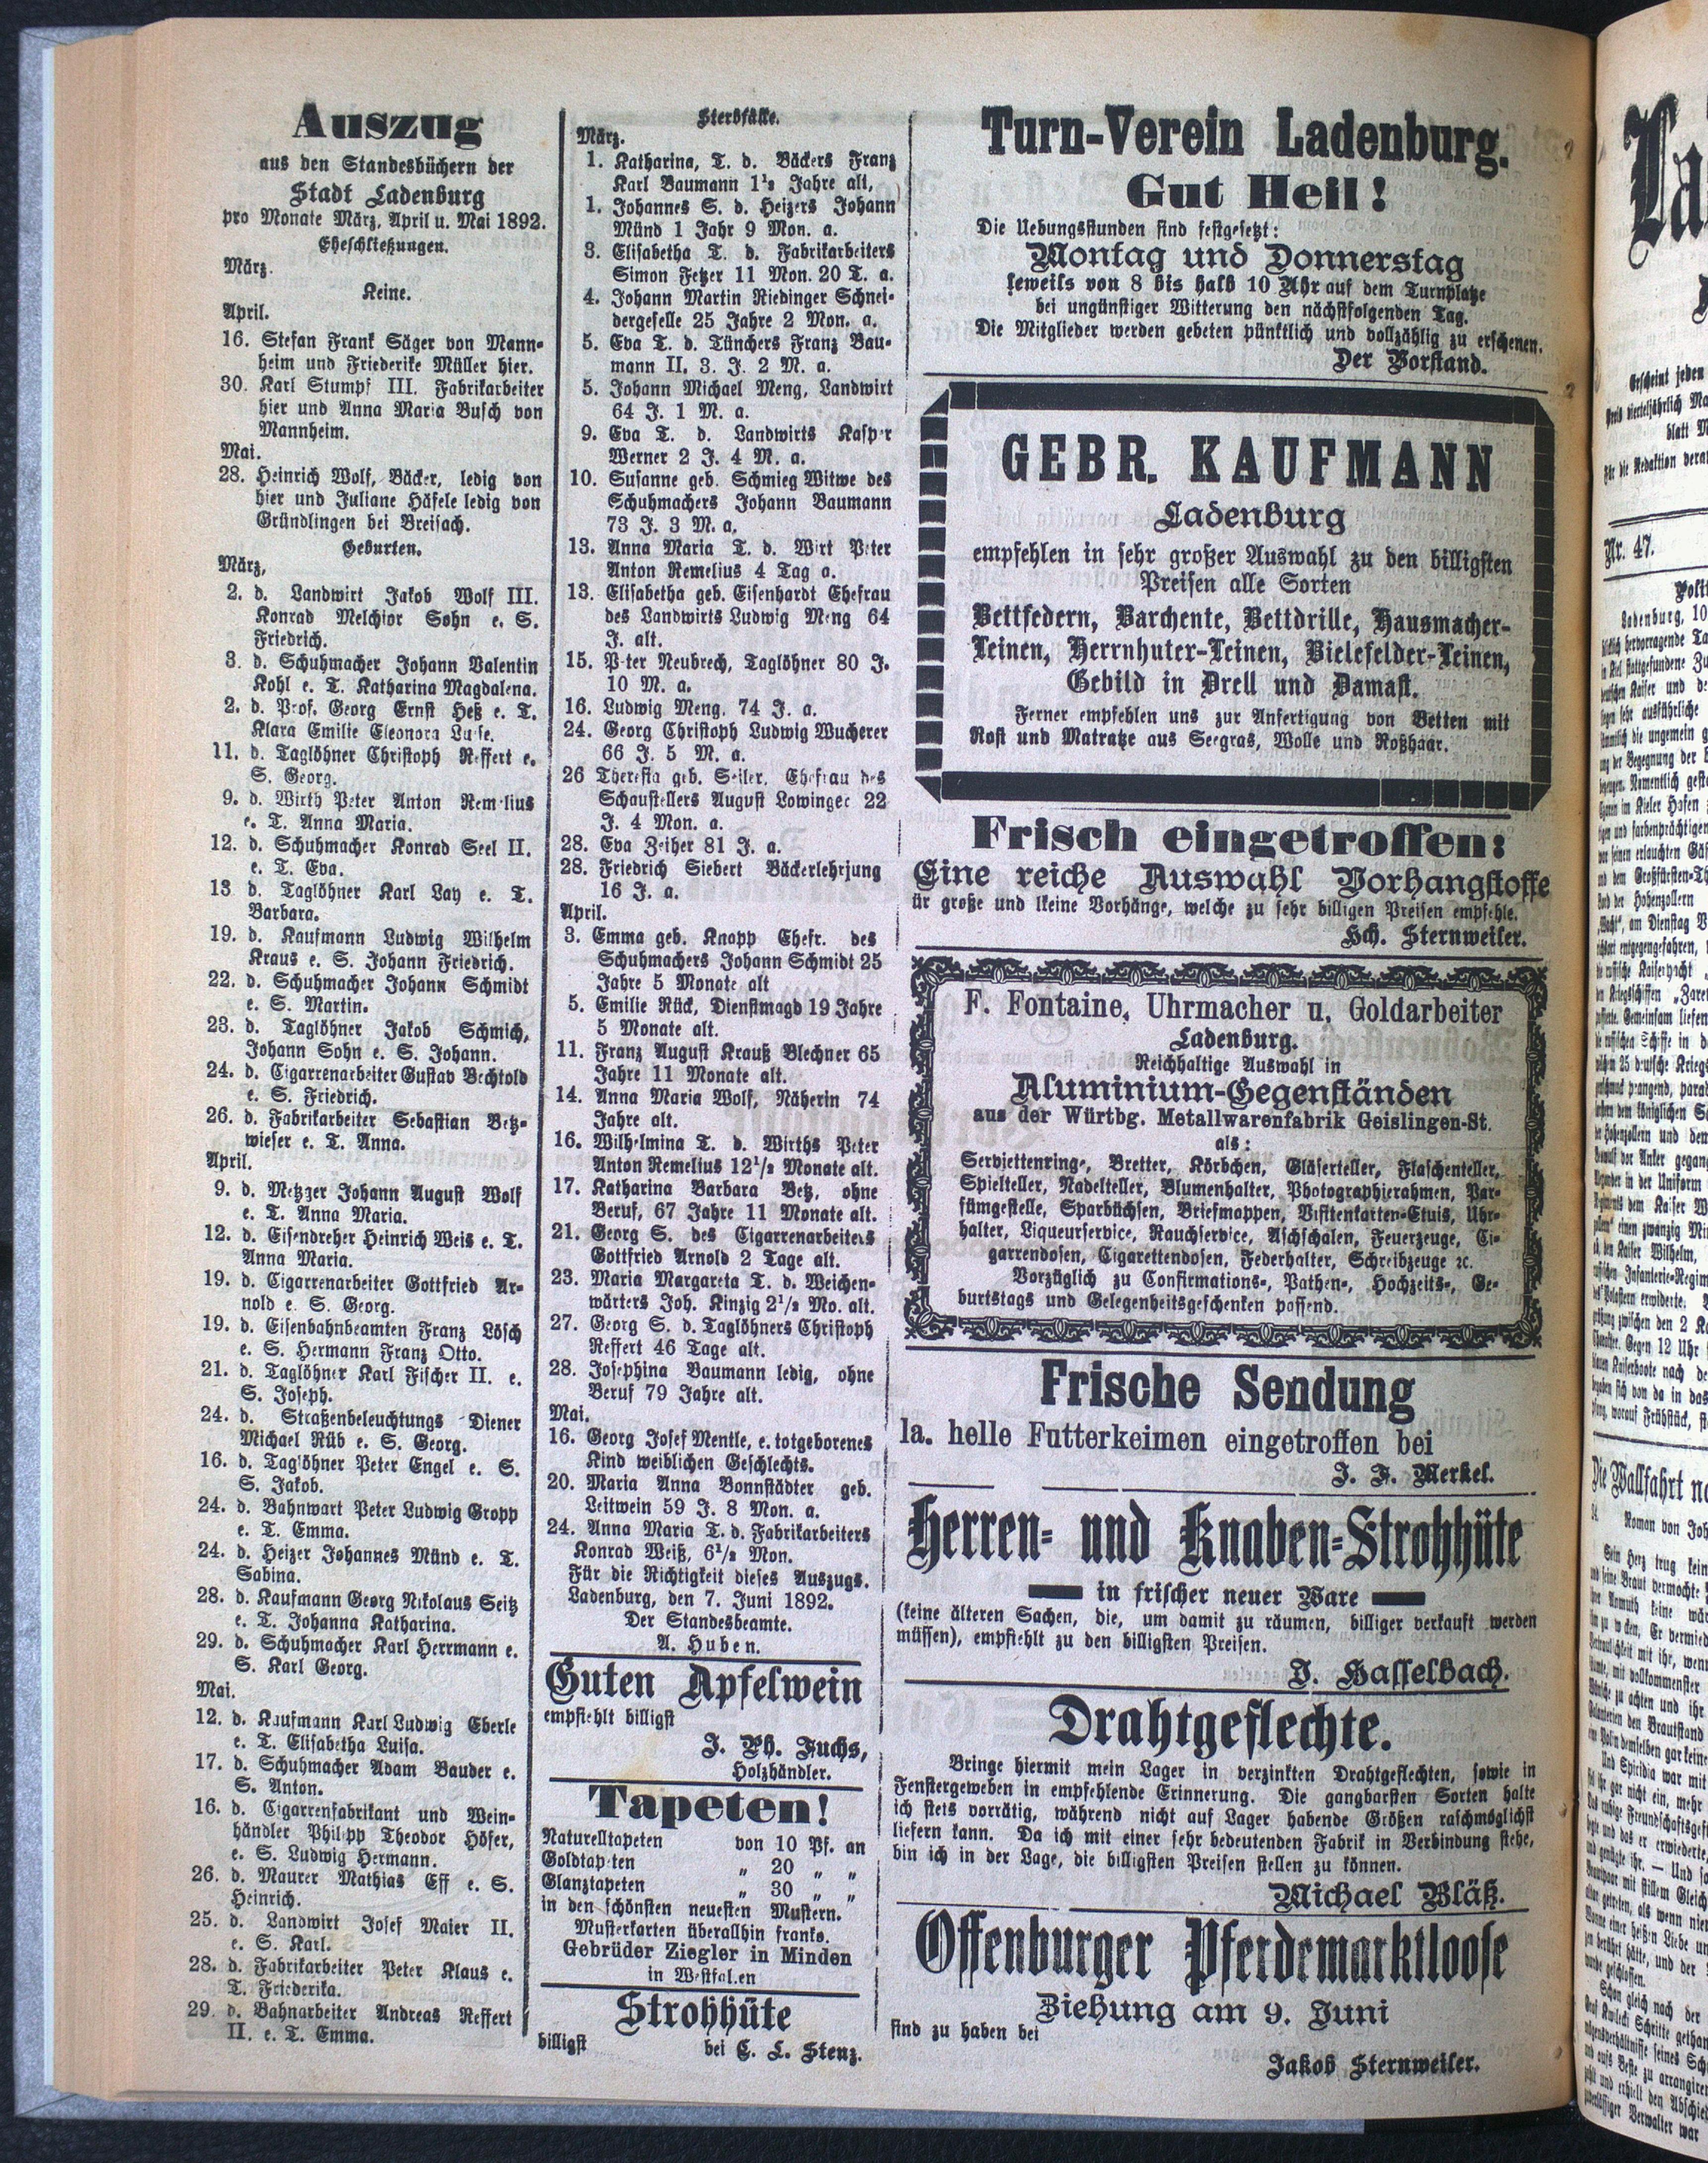 Auszug
aus den Standesbüchern der
Stadt Ladenburg
pro Monate März, April u. Mai 1892.
Eheschließungen.
März.
Keine.
April.
16. Stefan Frank Säger von Mann-
heim und Friederike Müller hier.
30. Karl Stumpf III. Fabrikarbeiter
hier und Anna Maria Busch von
Mannheim.
Mai.
28. Heinrich Wolf, Bäcker, ledig von
hier und Juliane Häfele ledig von
Gründlingen bei Breisach.
Geburten.
März,
2. d. Landwirt Jakob Wolf III.
Konrad Melchior Sohn e. S.
Friedrich.
3. d. Schuhmacher Johann Valentin
Kohl e. T. Katharina Magdalena.
2. d. Prof. Georg Ernst Heß e. T.
Klara Emilie Eleonora Luise.
11. d. Taglöhner Christoph Reffert e.
S. Georg.
9. d. Wirth Peter Anton Remelius
e. T. Anna Maria.
12. d. Schuhmacher Konrad Seel II.
e. T. Eva.
13 d. Taglöhner Karl Lay e. T.
Barbara.
19. d. Kaufmann Ludwig Wilhelm
Kraus e. S. Johann Friedrich.
22. d. Schuhmacher Johann Schmidt
e. S. Martin.
23. d. Taglöhner Jakob Schmich,
Johann Sohn e. S. Johann.
24. d. Cigarrenarbeiter Gustav Bechtold
e. S. Friedrich.
26. d. Fabrikarbeiter Sebastian Betz-
wieser e. T. Anna.
April.
9. d. Metzger Johann August Wolf
e. T. Anna Maria.
12. d. Eisendreher Heinrich Weis e. T.
Anna Maria.
19. d. Cigarrenarbeiter Gottfried Ar-
nold e. S. Georg.
19. d. Eisenbahnbeamten Franz Lösch
e. S. Hermann Franz Otto.
21. d. Taglöhner Karl Fischer II. e.
S. Joseph.
24. d. Straßenbeleuchtungs Diener
Michael Rüb e. S. Georg.
16. d. Taglöhner Peter Engel e. S.
S. Jakob.
24. d. Bahnwart Peter Ludwig Gropp
e. T. Emma.
24. d. Heizer Johannes Münd e. T.
Sabina.
28. d. Kaufmann Georg Nikolaus Seitz
e. T. Johanna Katharina.
29. d. Schuhmacher Karl Herrmann e.
S. Karl Georg.
Mai.
12. d. Kaufmann Karl Ludwig Eberle
e. T. Elisabetha Luisa.
17. d. Schuhmacher Adam Bauder e.
S. Anton.
16. d. Cigarrenfabrikant und Wein-
händler Philipp Theodor Höfer,
e. S. Ludwig Hermann.
26. d. Maurer Mathias Eff e. S.
Heinrich.
25. d. Landwirt Josef Maier II.
e. S. Karl.
28. d. Fabrikarbeiter Peter Klaus e.
T. Friederika.
29. d. Bahnarbeiter Andreas Reffert
II. e. T. Emma.
Sterbfälle.
März.
1. Katharina, T. d. Bäckers Franz
Karl Baumann 1½ Jahre alt,
1. Johannes S. d. Heizers Johann
Münd 1 Jahr 9 Mon. a.
3. Elisabetha T. d. Fabrikarbeiters
Simon Fetzer 11 Mon. 20 T. a.
4. Johann Martin Riedinger Schnei-
dergeselle 25 Jahre 2 Mon. a.
5. Eva T. d. Tünchers Franz Bau-
mann II. 3. J. 2 M. a.
5. Johann Michael Meng, Landwirt
64 J. 1 M. a.
9. Eva T. d. Landwirts Kaspar
Werner 2 J. 4 M. a.
10. Susanne geb. Schmieg Witwe des
Schuhmachers Johann Baumann
73 J. 3 M. a.
13. Anna Maria T. d. Wirt Peter
Anton Remelius 4 Tag a.
13. Elisabetha geb. Eisenhardt Ehefrau
des Landwirts Ludwig Meng 64
J. alt.
15. Peter Neubrech, Taglöhner 80 J.
10 M. a.
16. Ludwig Meng. 74 J. a.
24. Georg Christoph Ludwig Wucherer
66 J. 5 M. a.
26 Theresia geb. Seiler, Ehefrau des
Schaustellers August Lowinger 22
J. 4 Mon. a.
28. Eva Zeiher 81 J. a.
28. Friedrich Siebert Bäckerlehrjung
16 J. a.
April.
3. Emma geb. Knapp Ehefr. des
Schuhmachers Johann Schmidt 25
Jahre 5 Monate alt
5. Emilie Rück, Dienstmagd 19 Jahre
5 Monate alt.
11. Franz August Krauß Blechner 65
Jahre 11 Monate alt.
14. Anna Maria Wolf, Näherin 74
Jahre alt.
16. Wilhelmina T. d. Wirths Peter
Anton Remelius 12½ Monate alt.
17. Katharina Barbara Betz, ohne
Beruf, 67 Jahre 11 Monate alt.
21. Georg S. des Cigarrenarbeiters
Gottfried Arnold 2 Tage alt.
23. Maria Margareta T. d. Weichen-
wärters Joh. Kinzig 2½ Mo. alt.
27. Georg S. d. Taglöhners Christoph
Reffert 46 Tage alt.
28. Josephina Baumann ledig, ohne
Beruf 79 Jahre alt.
Mai.
16. Georg Josef Mentle, e. totgeborenes
Kind weiblichen Geschlechts.
20. Maria Anna Bonnstädter geb.
Leitwein 59 J. 8 Mon. a.
24. Anna Maria T. d. Fabrikarbeiters
Konrad Weiß, 6½ Mon.
Für die Richtigkeit dieses Auszugs.
Ladenburg, den 7. Juni 1892.
Der Standesbeamte.
A. Huben.
Guten Apfelwein
empfiehlt billigst
J. Ph. Fuchs,
Holzhändler.
Tapeten!
Naturelltapeten von 10 Pf. an
Goldtapeten „ 20 „ „
Glanztapeten „ 30 „ „
in den schönsten neuesten Mustern.
Musterkarten überallhin franko.
Gebrüder Ziegler in Minden
in Westfalen
Strohhüte
billigst bei C. L. Stenz.
Turn-Verein Ladenburg.
Gut Heil!
Die Uebungsstunden sind festgesetzt:
Montag und Donnerstag
jeweils von 8 bis halb 10 Uhr auf dem Turnplatze
bei ungünstiger Witterung den nächstfolgenden Tag.
Die Mitglieder werden gebeten pünktlich und vollzählig zu erscheinen.
Der Vorstand.
GEBR. KAUFMANN
Ladenburg
empfehlen in sehr großer Auswahl zu den billigsten
Preisen alle Sorten
Bettfedern, Barchente, Bettdrille, Hausmacher-
Leinen, Herrnhuter-Leinen, Bielefelder-Leinen,
Gebild in Drell und Damast.
Ferner empfehlen uns zur Anfertigung von Betten mit
Rost und Matratze aus Seegras, Wolle und Roßhaar.
Frisch eingetroffen:
Eine reiche Auswahl Vorhangstoffe
ür große und kleine Vorhänge, welche zu sehr billigen Preisen empfehle.
Hch. Sternweiler.
F. Fontaine, Uhrmacher u. Goldarbeiter
Ladenburg.
Reichhaltige Auswahl in
Aluminium-Gegenständen
aus der Würtbg. Metallwarenfabrik Geislingen-St.
als:
Serviettenringe, Bretter, Körbchen, Gläserteller, Flaschenteller,
Spielteller, Nadelteller, Blumenhalter, Photographierahmen, Par-
fümgestelle, Sparbüchsen, Briefmappen, Visitenkarten-Etuis, Uhr-
halter, Liqueurservice, Rauchservice, Aschschalen, Feuerzeuge, Ci-
garrendosen, Cigarettendosen, Federhalter, Schreibzeuge ꝛc.
Vorzüglich zu Confirmations-, Pathen-, Hochzeits-, Ge-
burtstags und Gelegenheitsgeschenken passend.
Frische Sendung
Ia. helle Futterkeimen eingetroffen bei
J. F. Merkel.
Herren- und Knaben-Strohhüte
in frischer neuer Ware
(keine älteren Sachen, die, um damit zu räumen, billiger verkauft werden
müssen), empfiehlt zu den billigsten Preisen.
J. Hasselbach.
Drahtgeflechte.
Bringe hiermit mein Lager in verzinkten Drahtgeflechten, sowie in
Fenstergeweben in empfehlende Erinnerung. Die gangbarsten Sorten halte
ich stets vorrätig, während nicht auf Lager habende Größen raschmöglichst
liefern kann. Da ich mit einer sehr bedeutenden Fabrik in Verbindung stehe,
bin ich in der Lage, die billigsten Preisen stellen zu können.
Michael Bläß.
Offenburger Pferdemarktloose
Ziehung am 9. Juni
sind zu haben bei
Jakob Sternweiler.
Nr. 47.